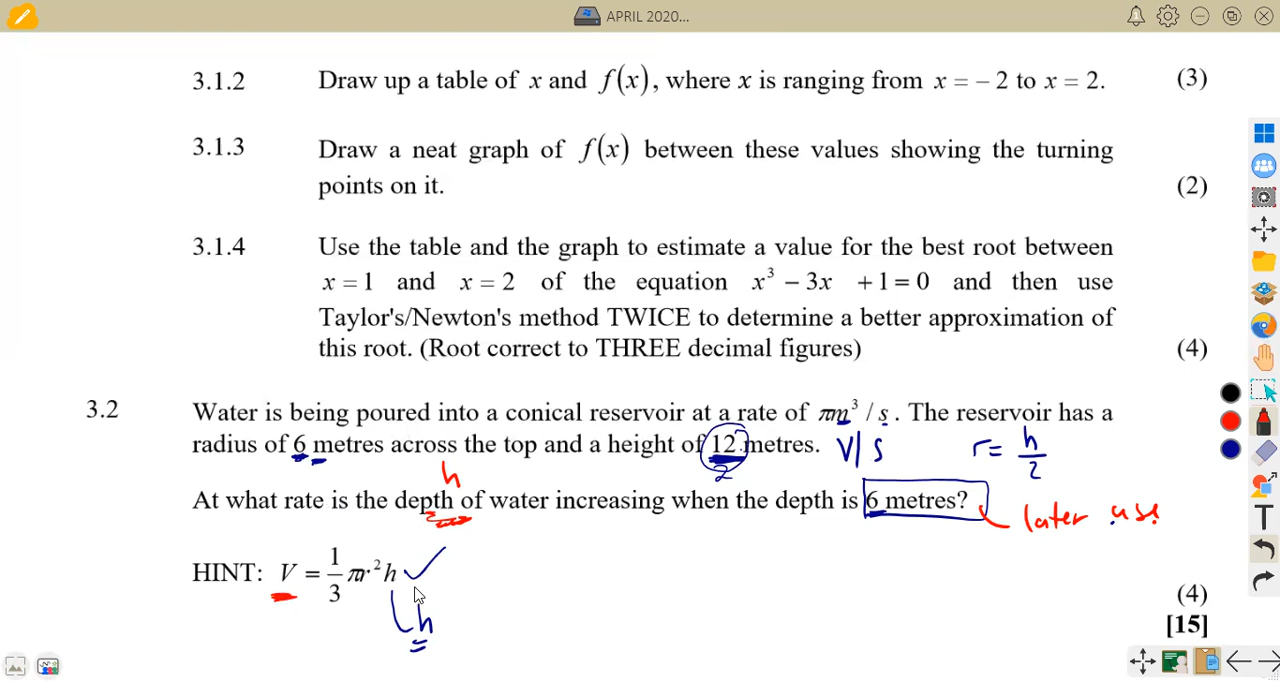 APRIL 2020...
3.1.2 Draw up a table of x and f(x), where x is ranging from x = – 2 to x = 2. (3)
3.1.3 Draw a neat graph of f(x) between these values showing the turning
points on it. (2)
3.1.4 Use the table and the graph to estimate a value for the best root between
x = 1 and x = 2 of the equation x³ – 3x + 1 = 0 and then use
Taylor's/Newton's method TWICE to determine a better approximation of
this root. (Root correct to THREE decimal figures) (4)
3.2 Water is being poured into a conical reservoir at a rate of πm³ / s. The reservoir has a
radius of 6 metres across the top and a height of 12 metres. V/s r = h/2
2
h
At what rate is the depth of water increasing when the depth is 6 metres? later use
HINT: V = 1/3 πr²h (4)
h
[15]